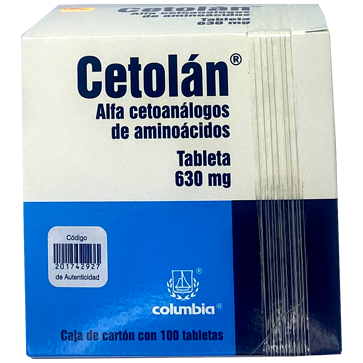 Cetolán®
Alfa cetoanálogos
de aminoácidos
Tableta
630 mg
Código
201742927
de Autenticidad
columbia®
Caja de cartón con 100 tabletas